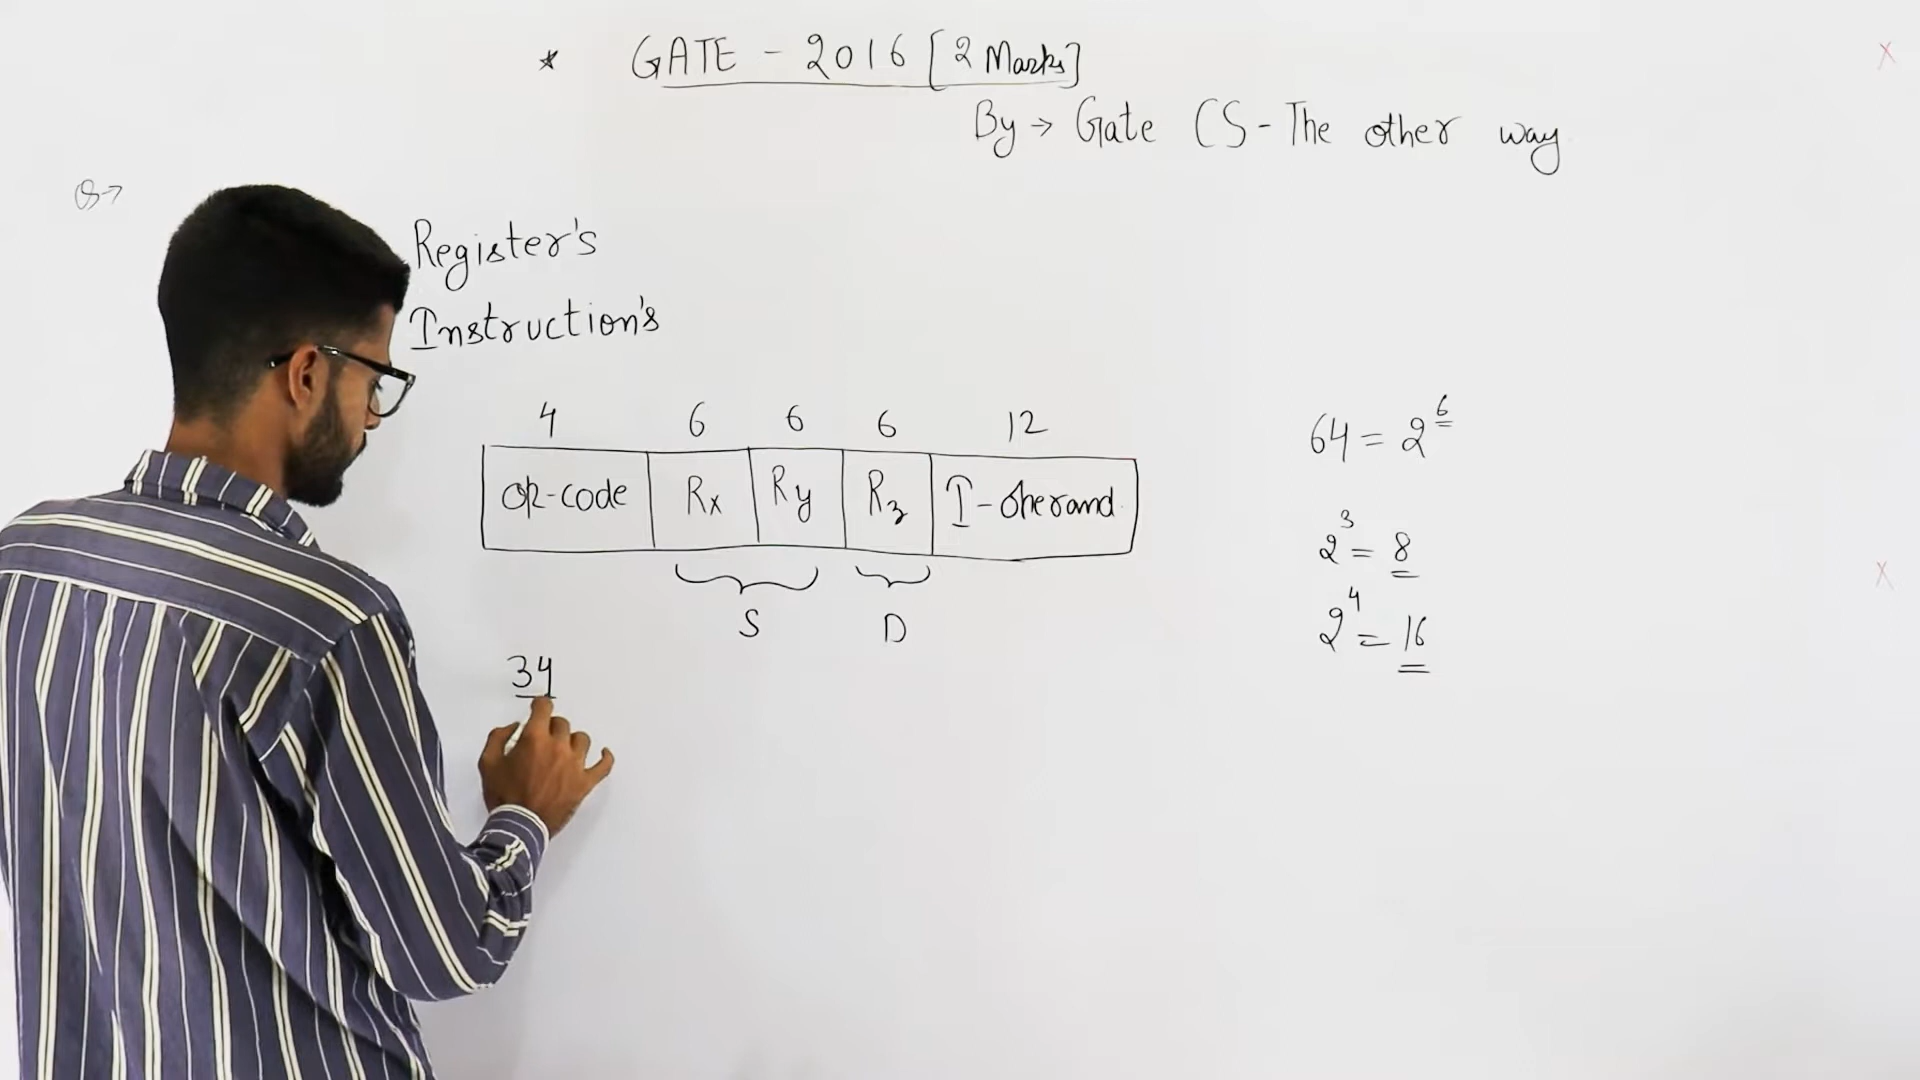 * GATE - 2016 [2 Marks]
By → Gate CS - The other way
Q →
Register's
Instruction's
4 6 6 6 12
OP-code Rx Ry Rz I-operand
S D
34
64 = 2^6
2^3 = 8
2^4 = 16
X
X